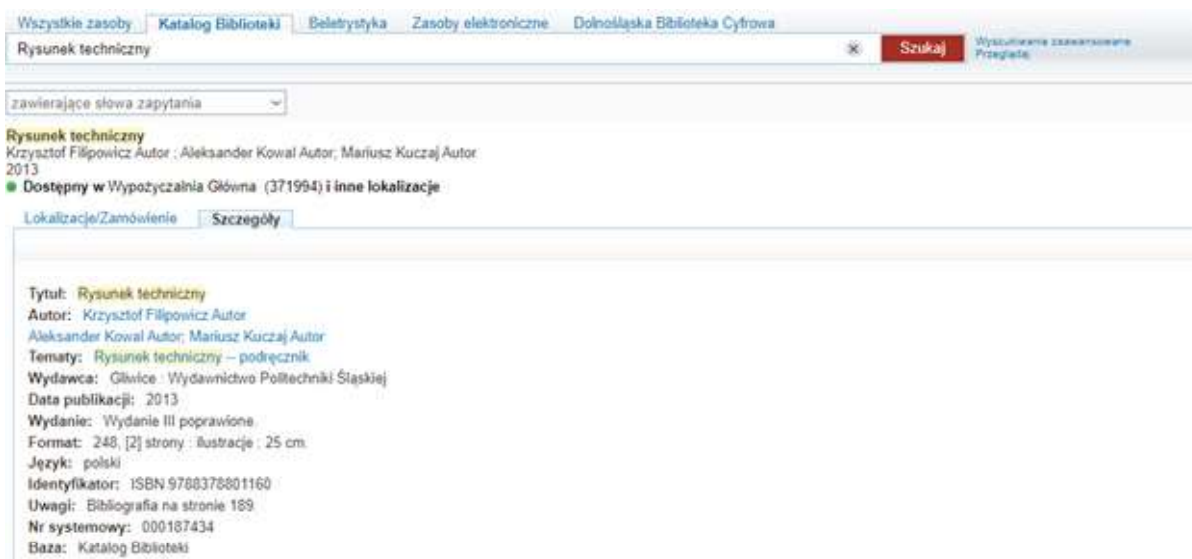 Wszystkie zasoby Katalog Biblioteki Beletrystyka Zasoby elektroniczne Dolnośląska Biblioteka Cyfrowa
Rysunek techniczny Szukaj Wyszukiwanie zaawansowane
Przeglądaj
zawierające słowa zapytania
Rysunek techniczny
Krzysztof Filipowicz Autor ; Aleksander Kowal Autor; Mariusz Kuczaj Autor
2013
Dostępny w Wypożyczalnia Główna (371994) i inne lokalizacje
Lokalizacje/Zamówienie Szczegóły
Tytuł: Rysunek techniczny
Autor: Krzysztof Filipowicz Autor
Aleksander Kowal Autor; Mariusz Kuczaj Autor
Tematy: Rysunek techniczny -- podręcznik
Wydawca: Gliwice : Wydawnictwo Politechniki Śląskiej
Data publikacji: 2013
Wydanie: Wydanie III poprawione.
Format: 248, [2] strony : ilustracje ; 25 cm.
Język: polski
Identyfikator: ISBN 9788378801160
Uwagi: Bibliografia na stronie 189.
Nr systemowy: 000187434
Baza: Katalog Biblioteki